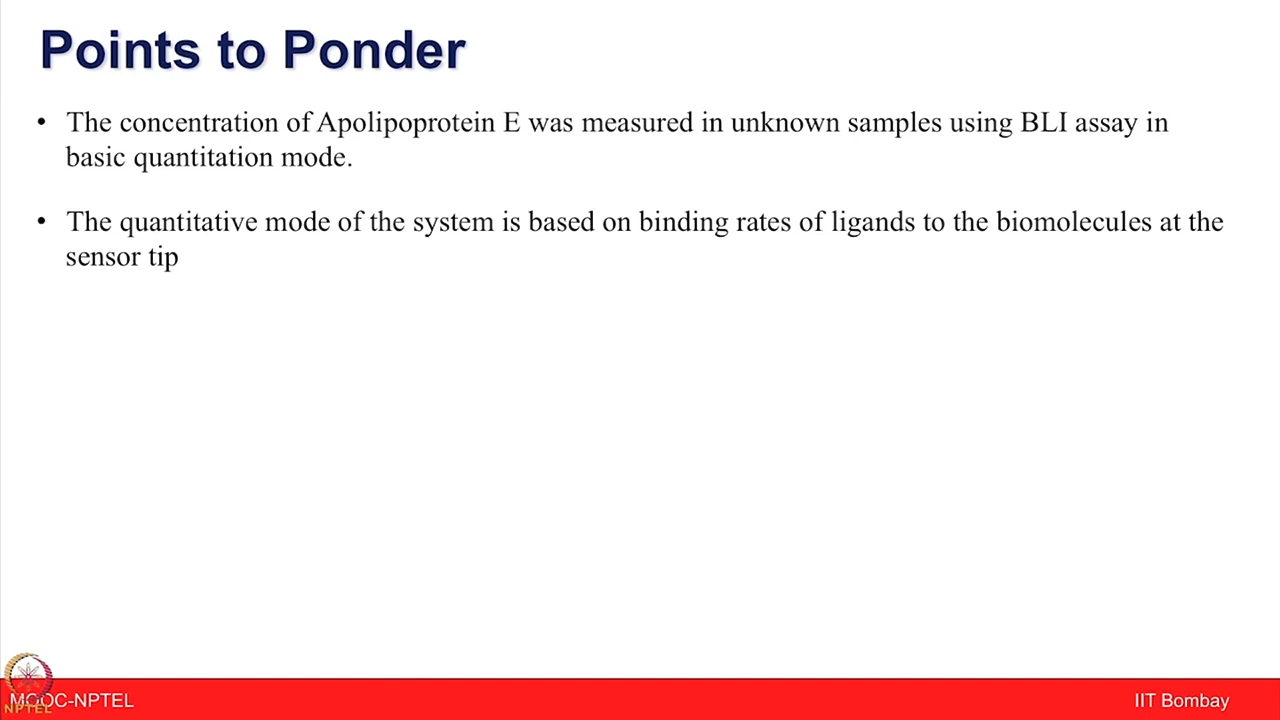 Points to Ponder
• The concentration of Apolipoprotein E was measured in unknown samples using BLI assay in
basic quantitation mode.
• The quantitative mode of the system is based on binding rates of ligands to the biomolecules at the
sensor tip
MOOC-NPTEL
NPTEL
IIT Bombay